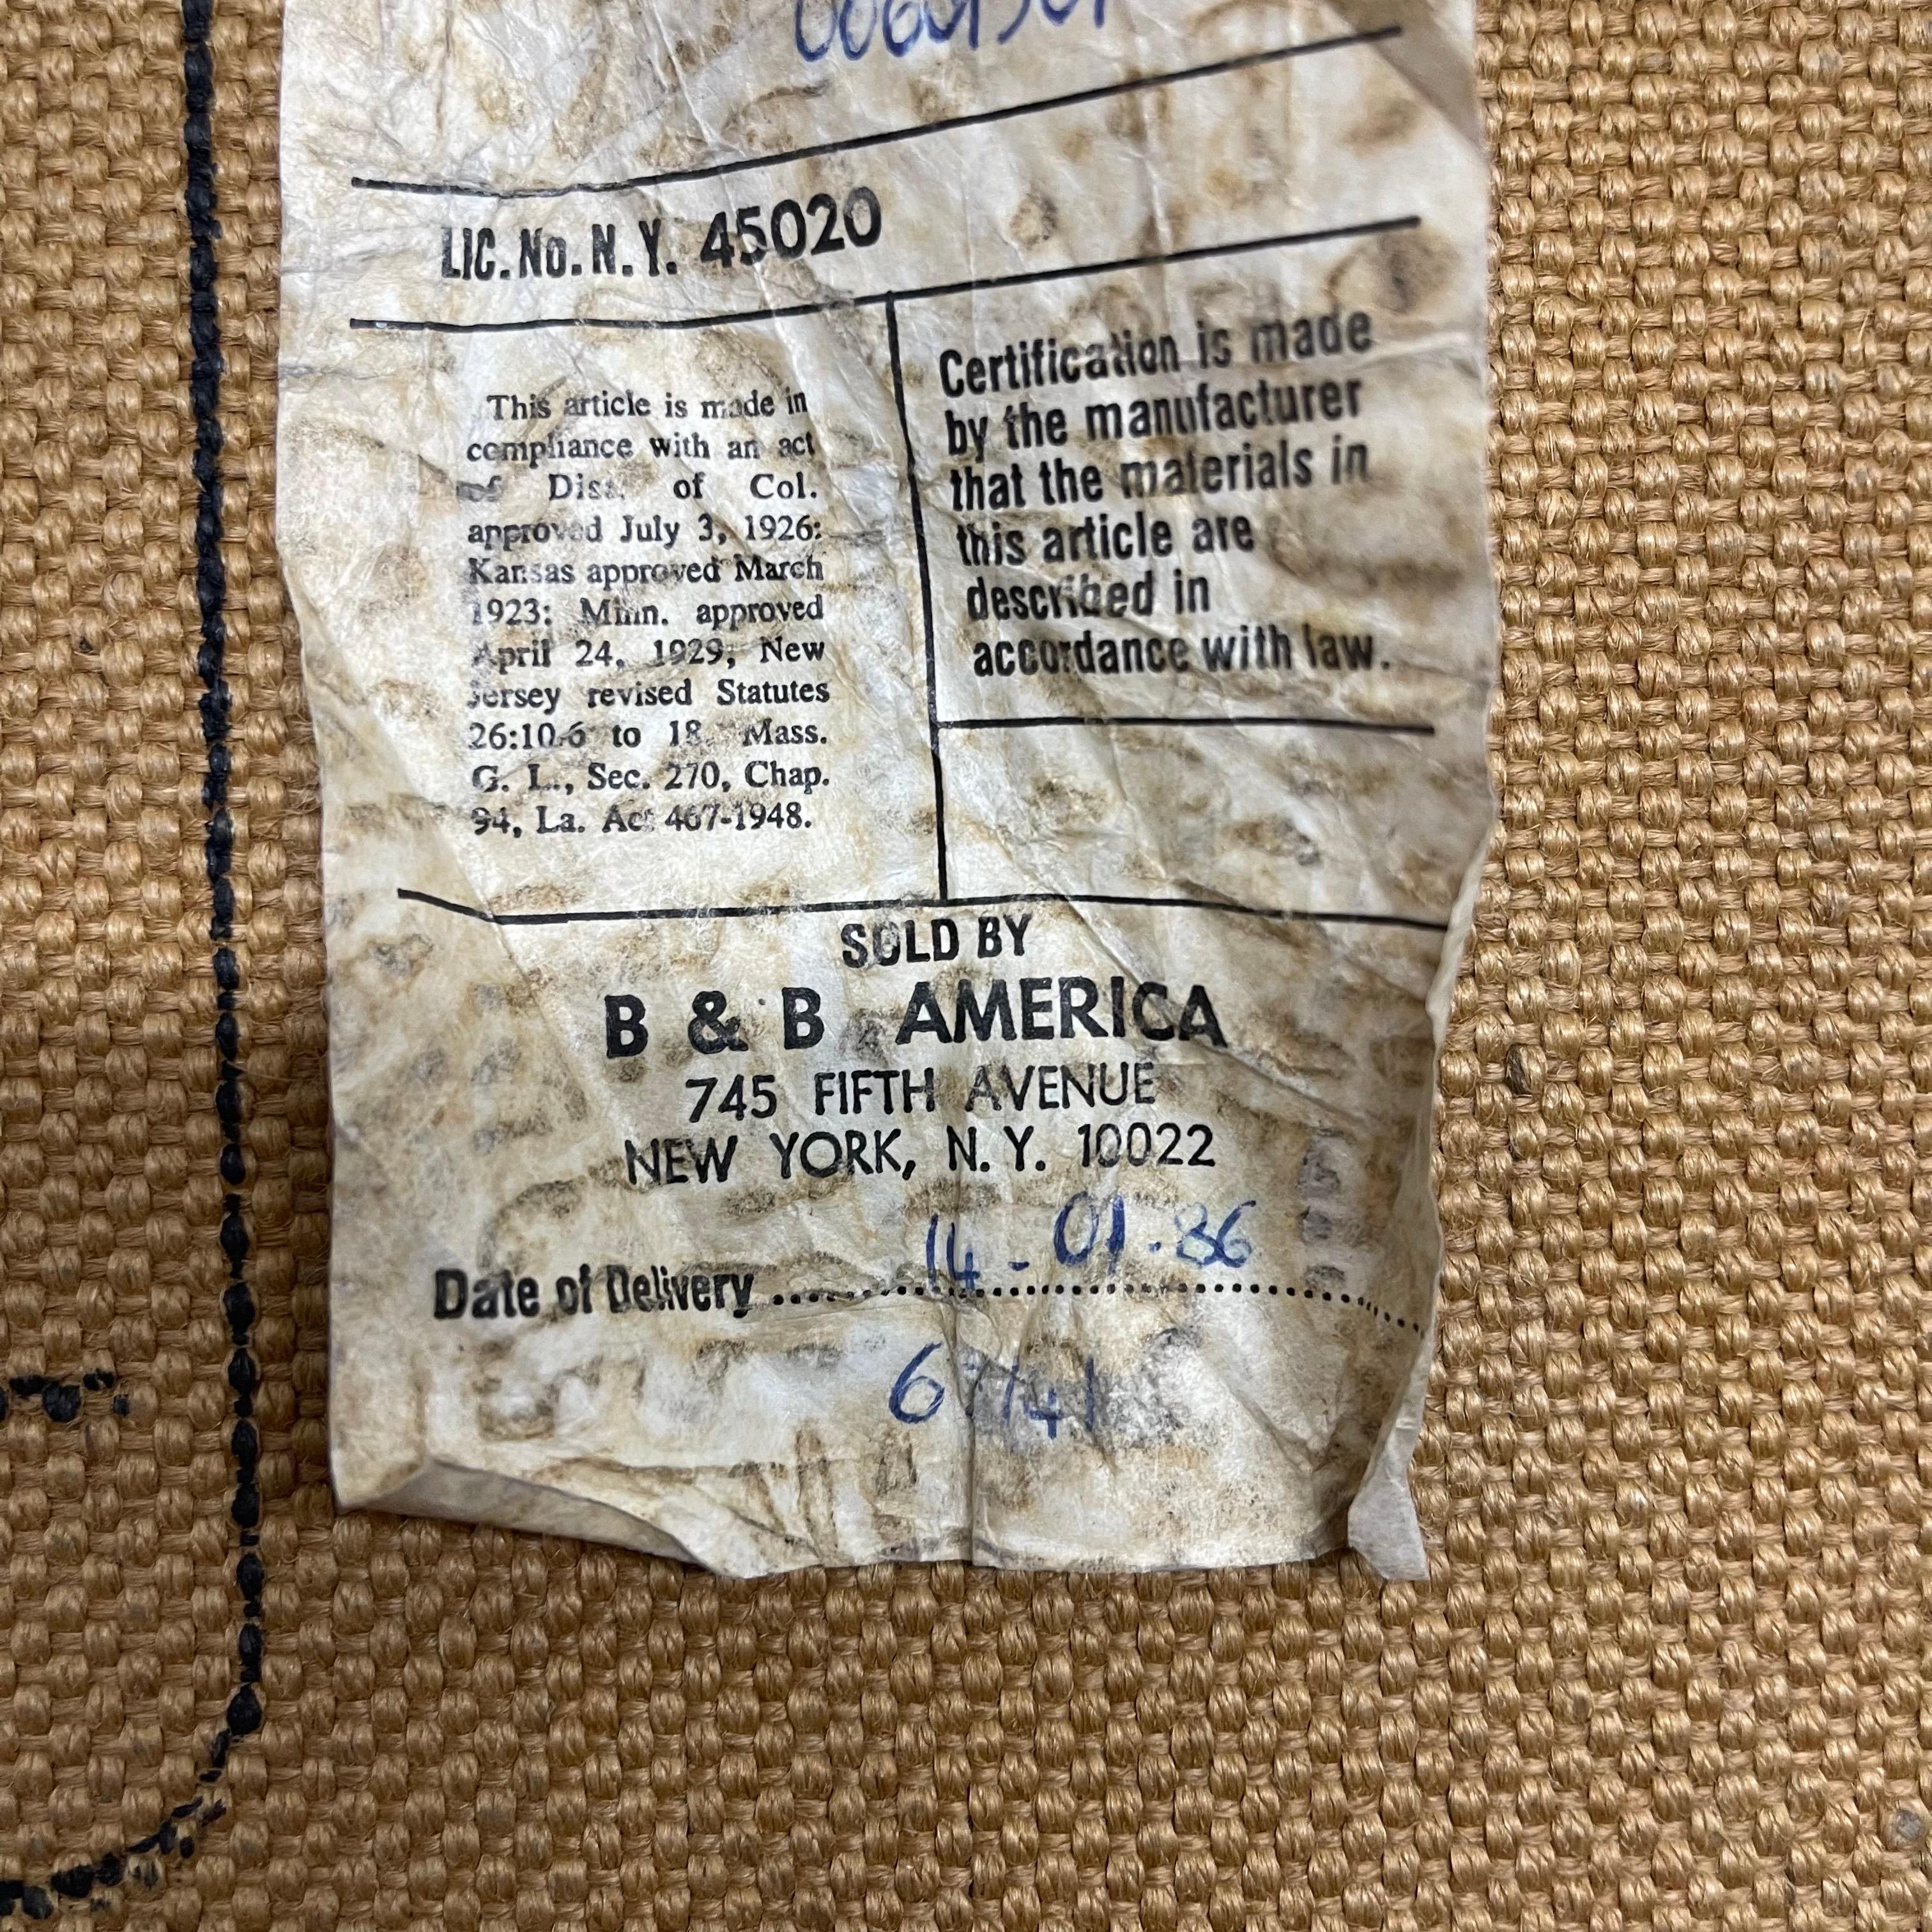 LIC. No. N. Y. 45020
This article is made in
compliance with an act
of Dist. of Col.
approved July 3, 1926:
Kansas approved March
1923: Minn. approved
April 24, 1929, New
Jersey revised Statutes
26:10-6 to 18 Mass.
G. L., Sec. 270, Chap.
94, La. Act 467-1948.
Certification is made
by the manufacturer
that the materials in
this article are
described in
accordance with law.
SOLD BY
B & B AMERICA
745 FIFTH AVENUE
NEW YORK, N. Y. 10022
Date of Delivery .......... 14-01.86